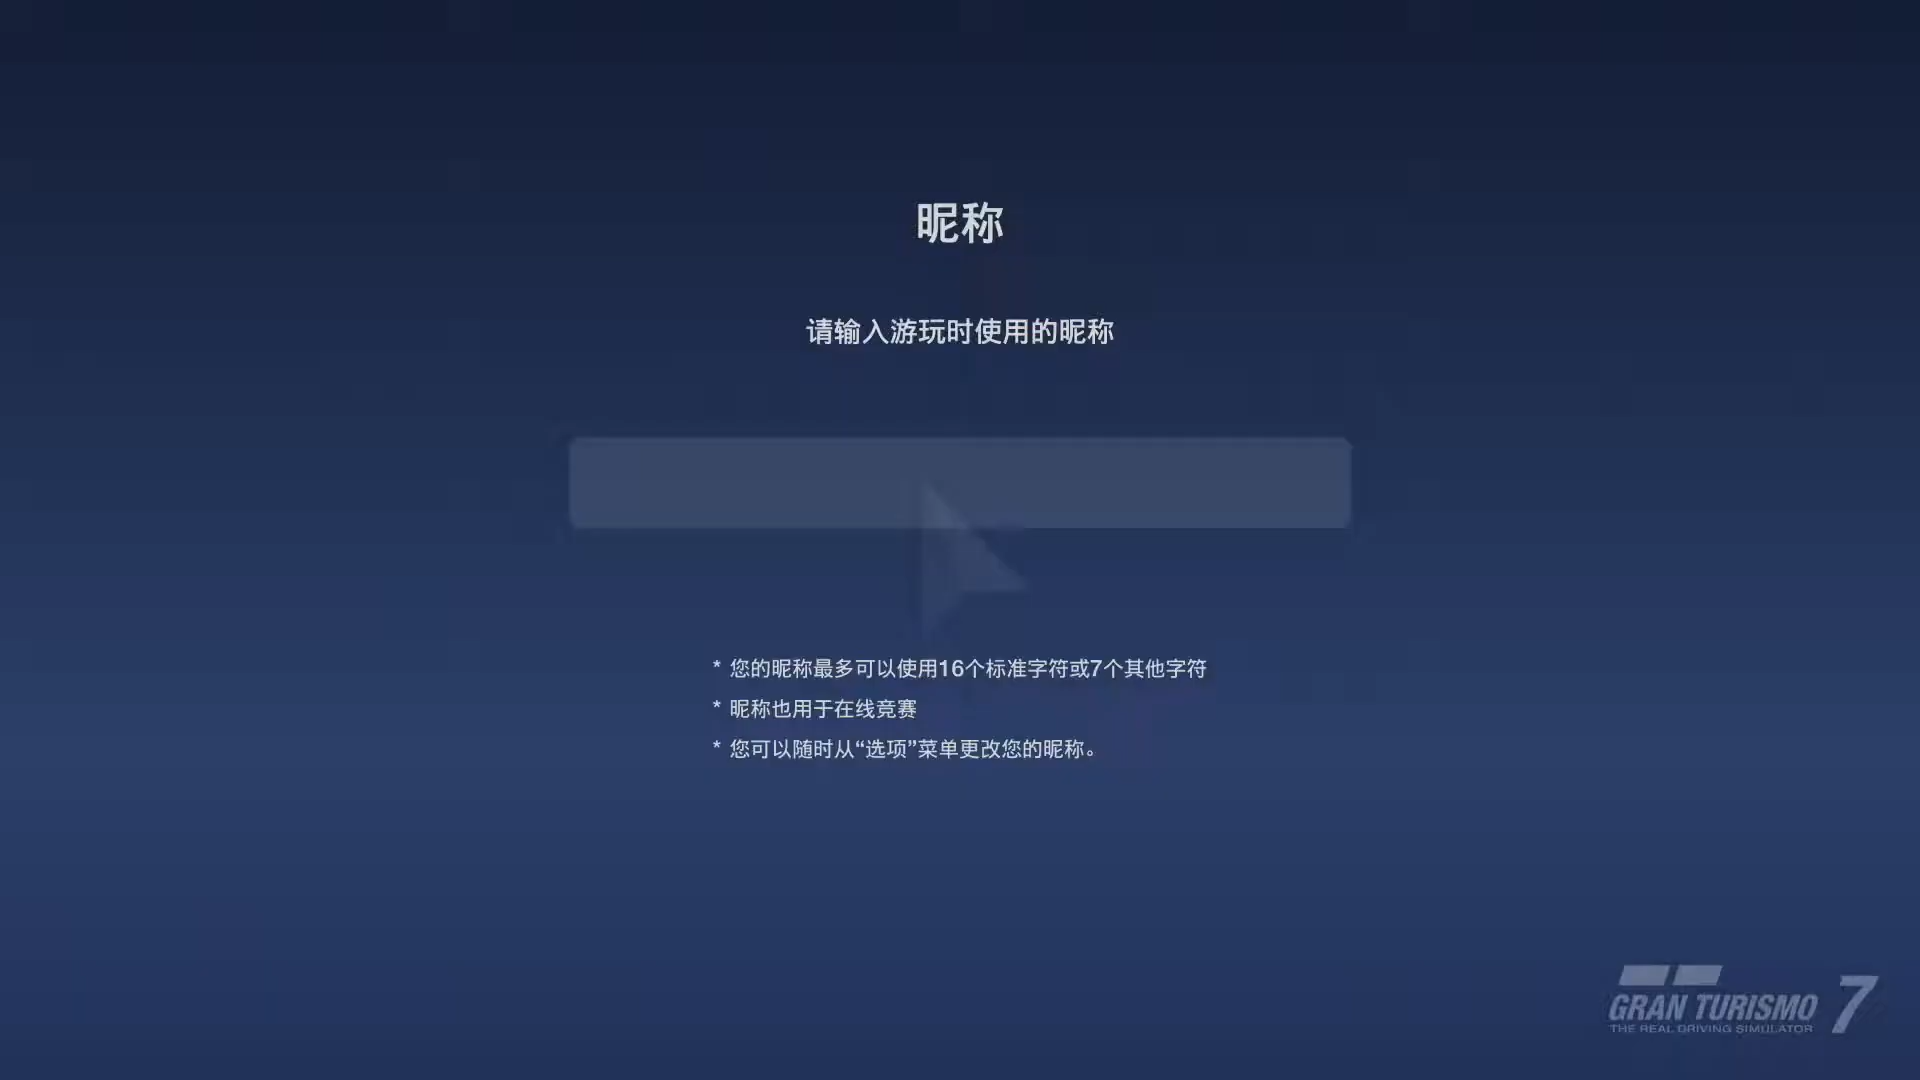 昵称
请输入游玩时使用的昵称
* 您的昵称最多可以使用16个标准字符或7个其他字符
* 昵称也用于在线竞赛
* 您可以随时从“选项”菜单更改您的昵称。
GRAN TURISMO 7
THE REAL DRIVING SIMULATOR